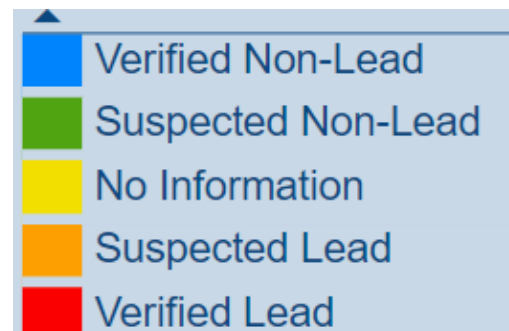 Verified Non-Lead
Suspected Non-Lead
No Information
Suspected Lead
Verified Lead